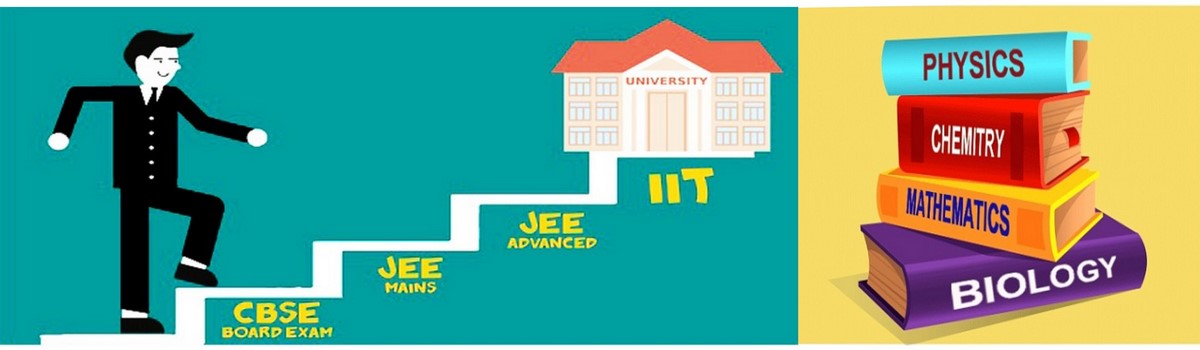 UNIVERSITY
IIT
JEE
ADVANCED
JEE
MAINS
CBSE
BOARD EXAM
PHYSICS
CHEMITRY
MATHEMATICS
BIOLOGY